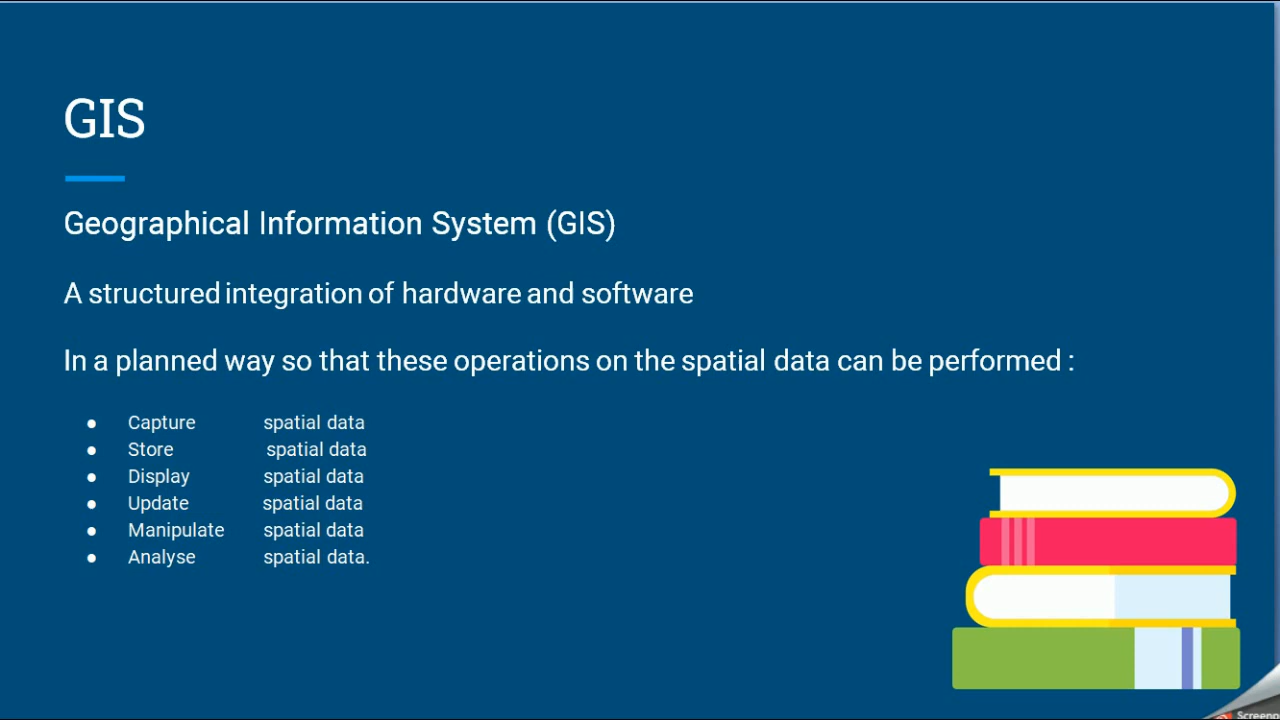 GIS
Geographical Information System (GIS)
A structured integration of hardware and software
In a planned way so that these operations on the spatial data can be performed :
● Capture spatial data
● Store spatial data
● Display spatial data
● Update spatial data
● Manipulate spatial data
● Analyse spatial data.